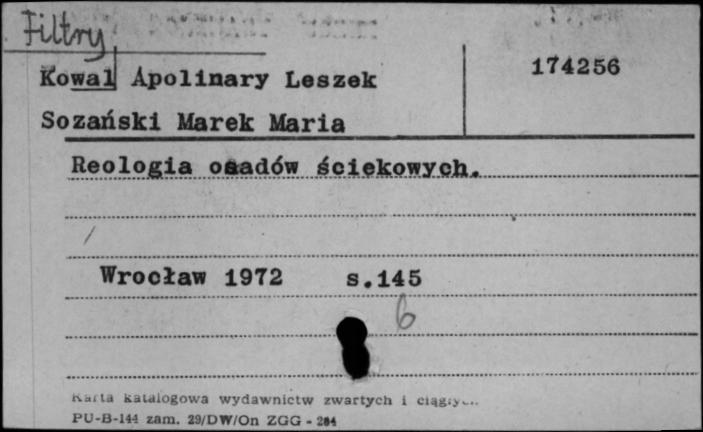 Filtry
Kowal Apolinary Leszek
174256
Sozański Marek Maria
Reologia osadów ściekowych.
Wrocław 1972 s.145
6
Karta katalogowa wydawnictw zwartych i
PU-B-144 zam. 29/DW/On ZGG - 284